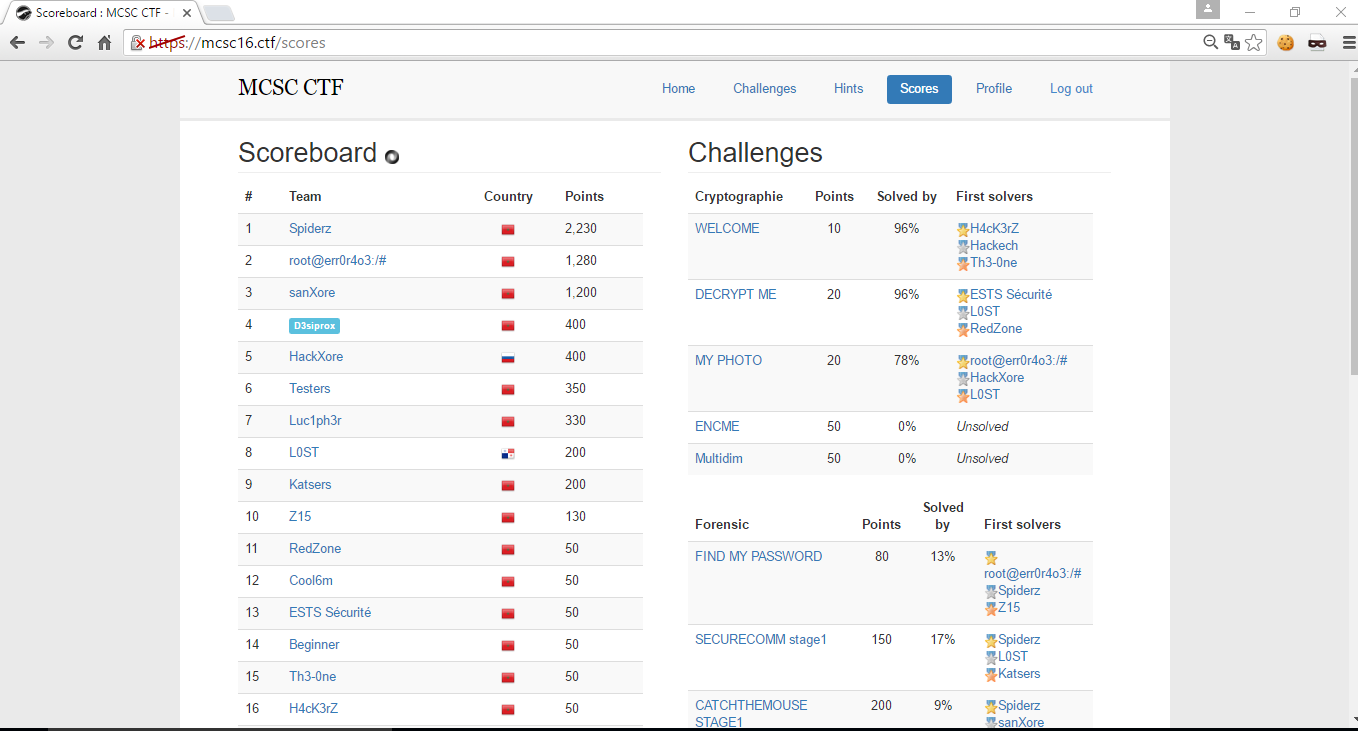 Scoreboard : MCSC CTF -
https://mcsc16.ctf/scores
MCSC CTF
Home Challenges Hints Scores Profile Log out
Scoreboard
# Team Country Points
1 Spiderz 2,230
2 root@err0r4o3:/# 1,280
3 sanXore 1,200
4 D3siprox 400
5 HackXore 400
6 Testers 350
7 Luc1ph3r 330
8 L0ST 200
9 Katsers 200
10 Z15 130
11 RedZone 50
12 Cool6m 50
13 ESTS Sécurité 50
14 Beginner 50
15 Th3-0ne 50
16 H4cK3rZ 50
Challenges
Cryptographie Points Solved by First solvers
WELCOME 10 96% H4cK3rZ
Hackech
Th3-0ne
DECRYPT ME 20 96% ESTS Sécurité
L0ST
RedZone
MY PHOTO 20 78% root@err0r4o3:/#
HackXore
L0ST
ENCME 50 0% Unsolved
Multidim 50 0% Unsolved
Solved
Forensic Points by First solvers
FIND MY PASSWORD 80 13%
root@err0r4o3:/#
Spiderz
Z15
SECURECOMM stage1 150 17% Spiderz
L0ST
Katsers
CATCHTHEMOUSE 200 9% Spiderz
STAGE1 sanXore